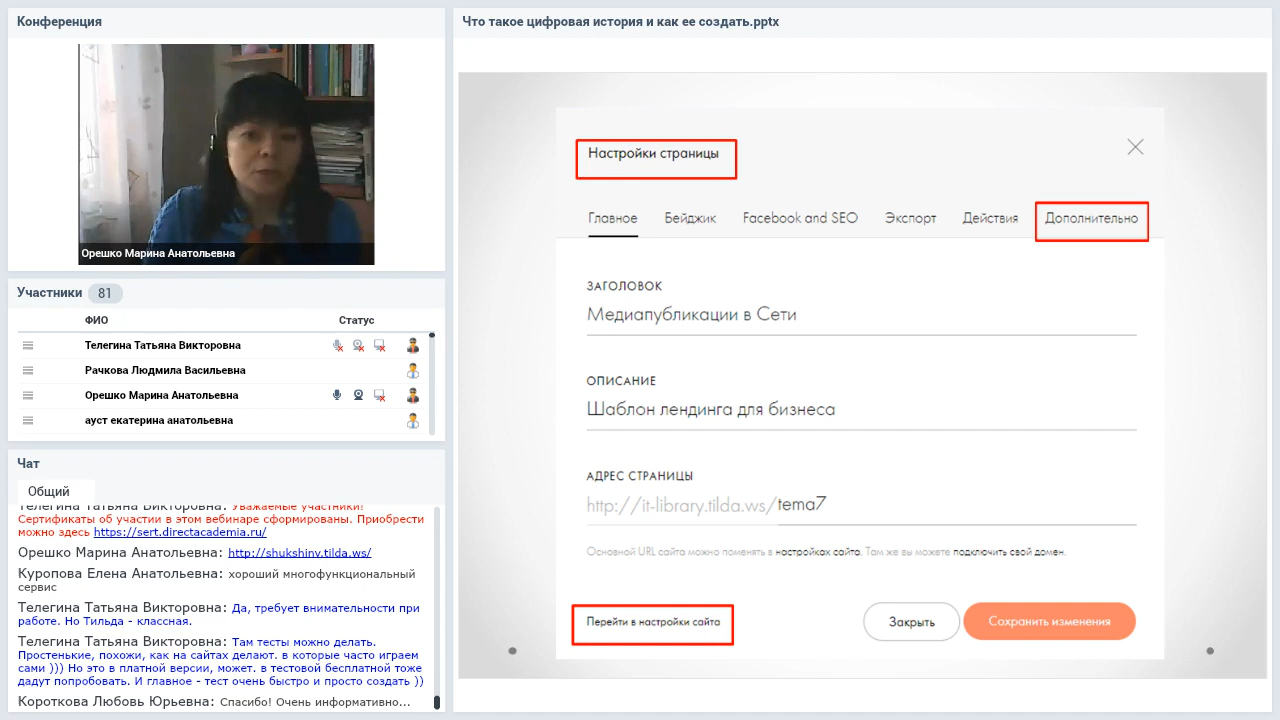 Конференция
Орешко Марина Анатольевна
Участники 81
ФИО Статус
Телегина Татьяна Викторовна
Рачкова Людмила Васильевна
Орешко Марина Анатольевна
ауст екатерина анатольевна
Чат
Общий
Телегина Татьяна Викторовна: Уважаемые участники!
Сертификаты об участии в этом вебинаре сформированы. Приобрести
можно здесь https://sert.directacademia.ru/
Орешко Марина Анатольевна: http://shukshinv.tilda.ws/
Куропова Елена Анатольевна: хороший многофункциональный
сервис
Телегина Татьяна Викторовна: Да, требует внимательности при
работе. Но Тильда - классная.
Телегина Татьяна Викторовна: Там тесты можно делать.
Простенькие, похожи, как на сайтах делают. в которые часто играем
сами ))) Но это в платной версии, может. в тестовой бесплатной тоже
дадут попробовать. И главное - тест очень быстро и просто создать ))
Короткова Любовь Юрьевна: Спасибо! Очень информативно...
Что такое цифровая история и как ее создать.pptx
Настройки страницы
Главное Бейджик Facebook and SEO Экспорт Действия Дополнительно
ЗАГОЛОВОК
Медиапубликации в Сети
ОПИСАНИЕ
Шаблон лендинга для бизнеса
АДРЕС СТРАНИЦЫ
http://it-library.tilda.ws/tema7
Основной URL сайта можно поменять в настройках сайта. Там же вы можете подключить свой домен.
Перейти в настройки сайта Закрыть Сохранить изменения